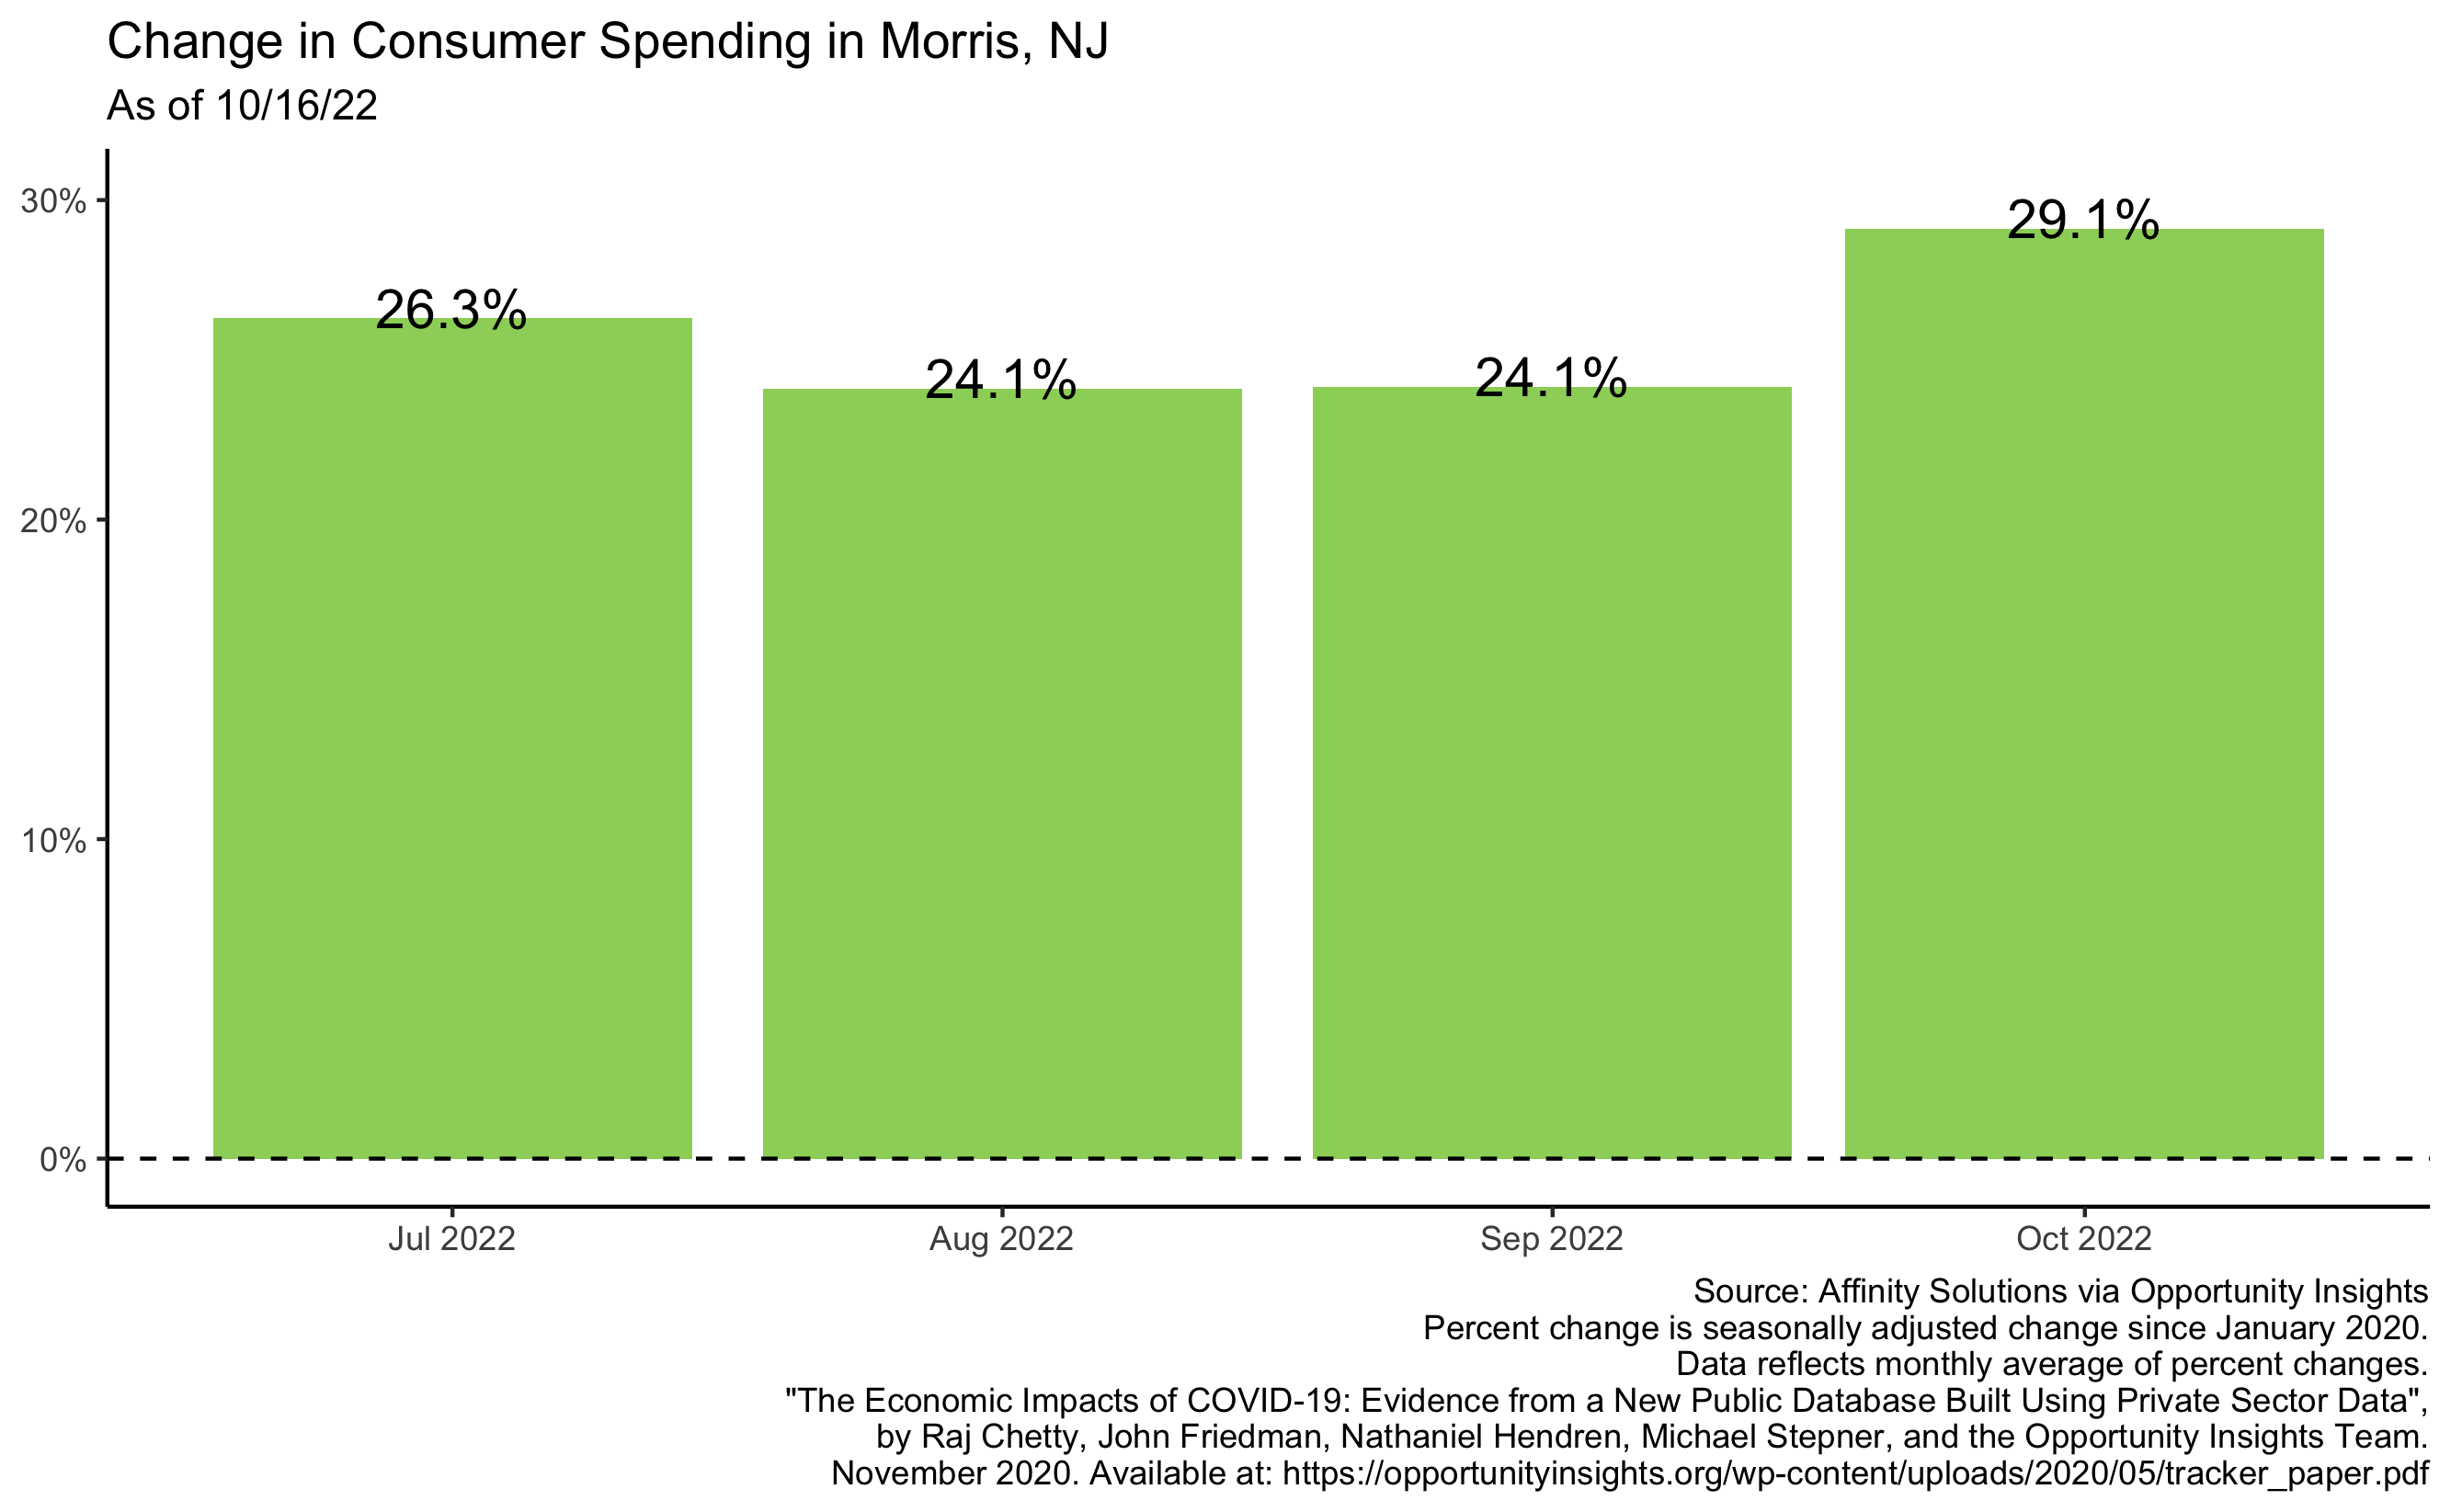 Change in Consumer Spending in Morris, NJ
As of 10/16/22
30%
20%
10%
0%
26.3%
24.1%
24.1%
29.1%
Jul 2022
Aug 2022
Sep 2022
Oct 2022
Source: Affinity Solutions via Opportunity Insights
Percent change is seasonally adjusted change since January 2020.
Data reflects monthly average of percent changes.
"The Economic Impacts of COVID-19: Evidence from a New Public Database Built Using Private Sector Data",
by Raj Chetty, John Friedman, Nathaniel Hendren, Michael Stepner, and the Opportunity Insights Team.
November 2020. Available at: https://opportunityinsights.org/wp-content/uploads/2020/05/tracker_paper.pdf